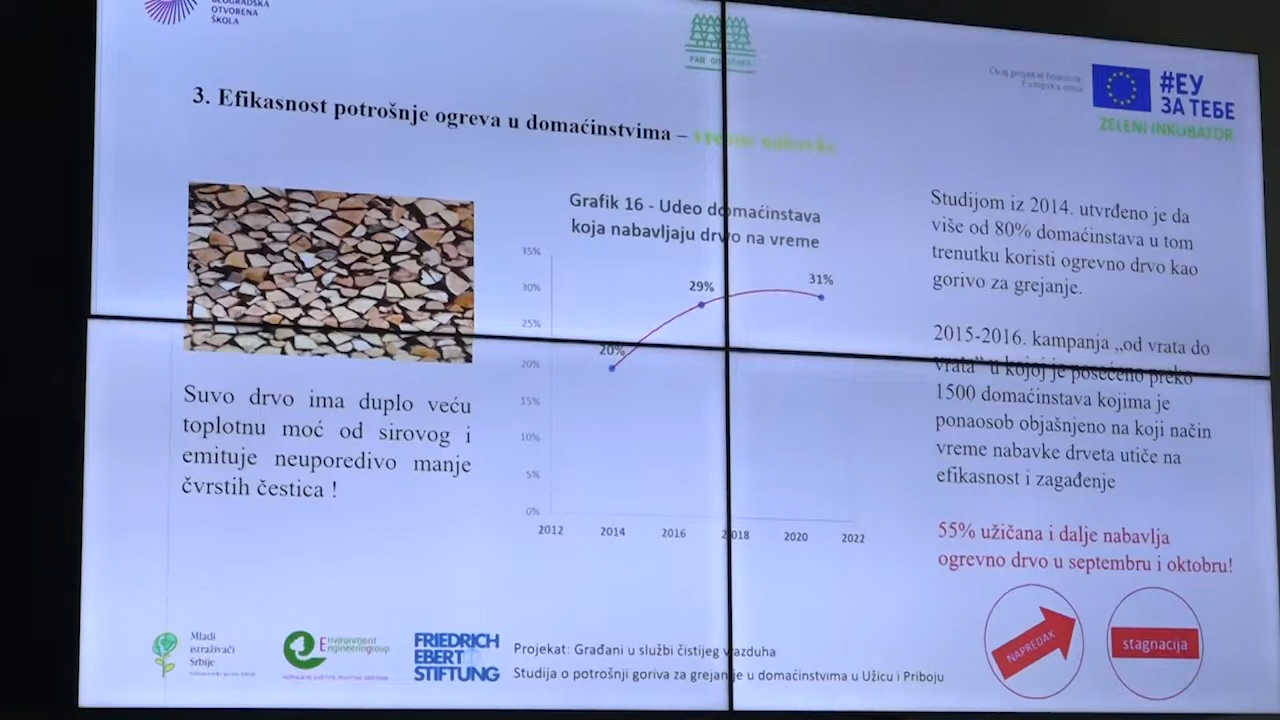 BEOGRADSKA
OTVORENA
ŠKOLA
Ovaj projekat finansira
Evropska unija
#ЕУ
ЗА ТЕБЕ
ZELENI INKUBATOR
3. Efikasnost potrošnje ogreva u domaćinstvima –
Grafik 16 - Udeo domaćinstava
koja nabavljaju drvo na vreme
35%
30%
25%
20%
15%
10%
5%
0%
20%
29%
31%
2012 2014 2016 2018 2020 2022
Suvo drvo ima duplo veću
toplotnu moć od sirovog i
emituje neuporedivo manje
čvrstih čestica !
Studijom iz 2014. utvrđeno je da
više od 80% domaćinstava u tom
trenutku koristi ogrevno drvo kao
gorivo za grejanje.
2015-2016. kampanja „od vrata do
vrata“ u kojoj je posećeno preko
1500 domaćinstava kojima je
ponaosob objašnjeno na koji način
vreme nabavke drveta utiče na
efikasnost i zagađenje
55% užičana i dalje nabavlja
ogrevno drvo u septembru i oktobru!
NAPREDAK
stagnacija
Mladi
istraživači
Srbije
Environment
Engineeringgroup
FRIEDRICH
EBERT
STIFTUNG
Projekat: Građani u službi čistijeg vazduha
Studija o potrošnji goriva za grejanje u domaćinstvima u Užicu i Priboju